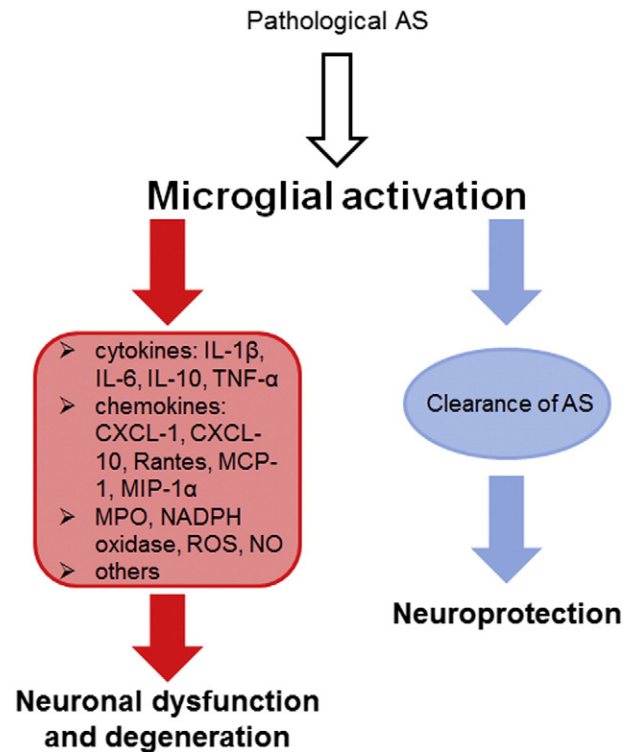 Pathological AS
Microglial activation
➢ cytokines: IL-1β,
IL-6, IL-10, TNF-α
➢ chemokines:
CXCL-1, CXCL-
10, Rantes, MCP-
1, MIP-1α
➢ MPO, NADPH
oxidase, ROS, NO
➢ others
Neuronal dysfunction
and degeneration
Clearance of AS
Neuroprotection